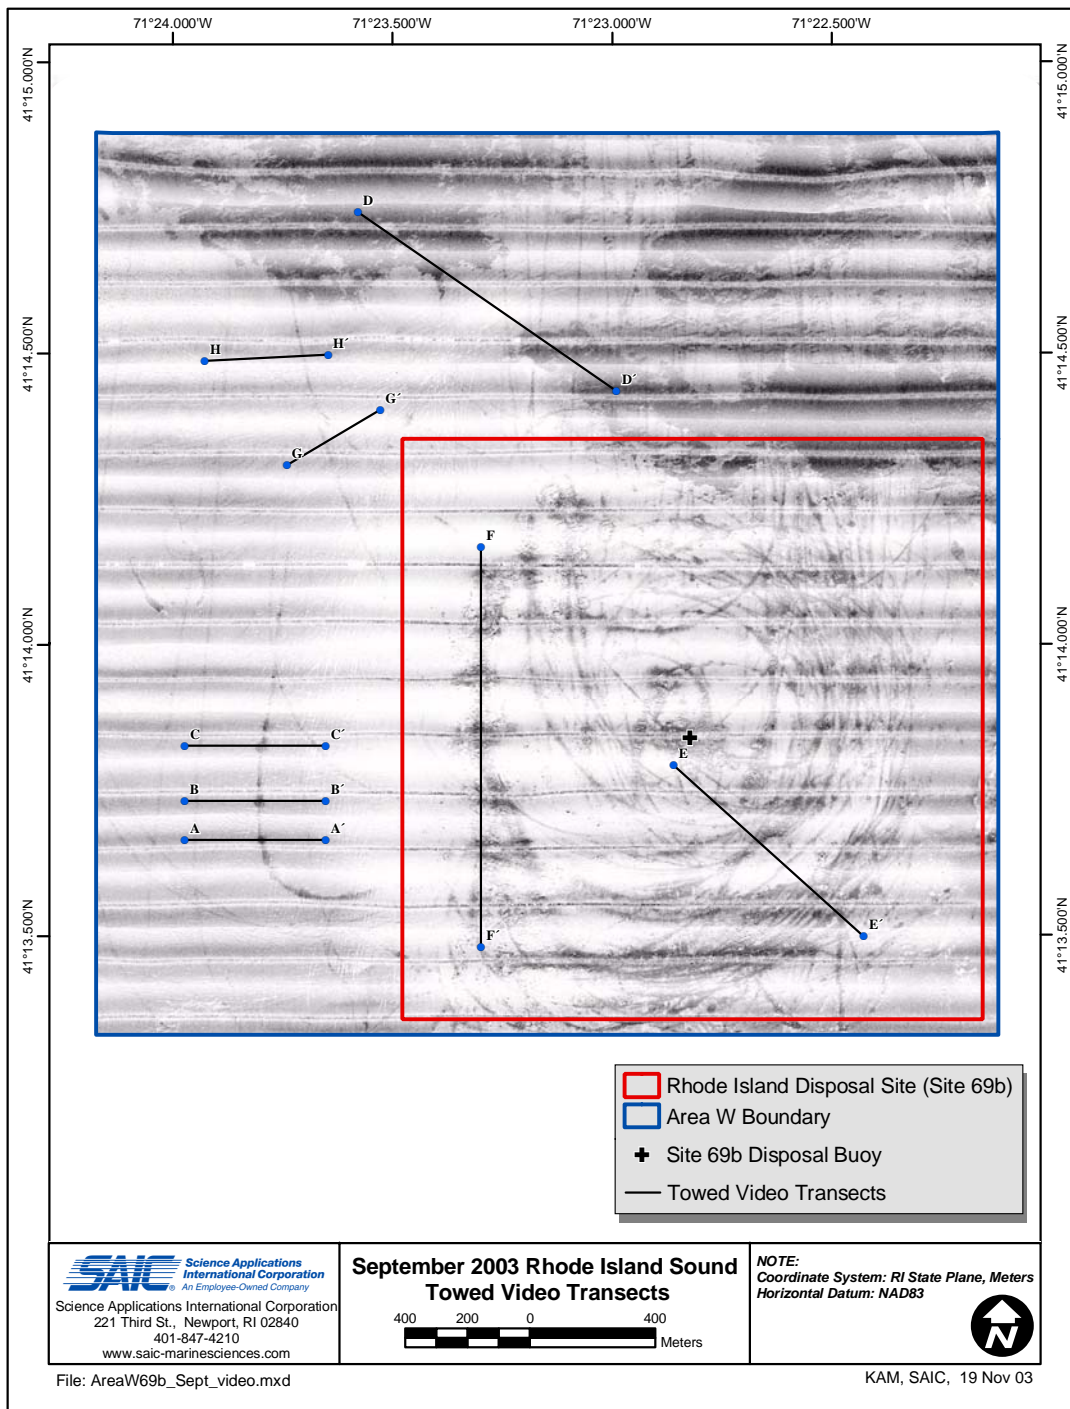 71°24.000'W 71°23.500'W 71°23.000'W 71°22.500'W
41°15.000'N 41°15.000'N
41°14.500'N 41°14.500'N
41°14.000'N 41°14.000'N
41°13.500'N 41°13.500'N
D
H H´
D´
G´
G
F
C C´
E
B B´
A A´
E´
F´
Rhode Island Disposal Site (Site 69b)
Area W Boundary
Site 69b Disposal Buoy
Towed Video Transects
SAIC® Science Applications
International Corporation
An Employee-Owned Company
Science Applications International Corporation
221 Third St., Newport, RI 02840
401-847-4210
www.saic-marinesciences.com
September 2003 Rhode Island Sound
Towed Video Transects
400 200 0 400
Meters
NOTE:
Coordinate System: RI State Plane, Meters
Horizontal Datum: NAD83
N
File: AreaW69b_Sept_video.mxd
KAM, SAIC, 19 Nov 03